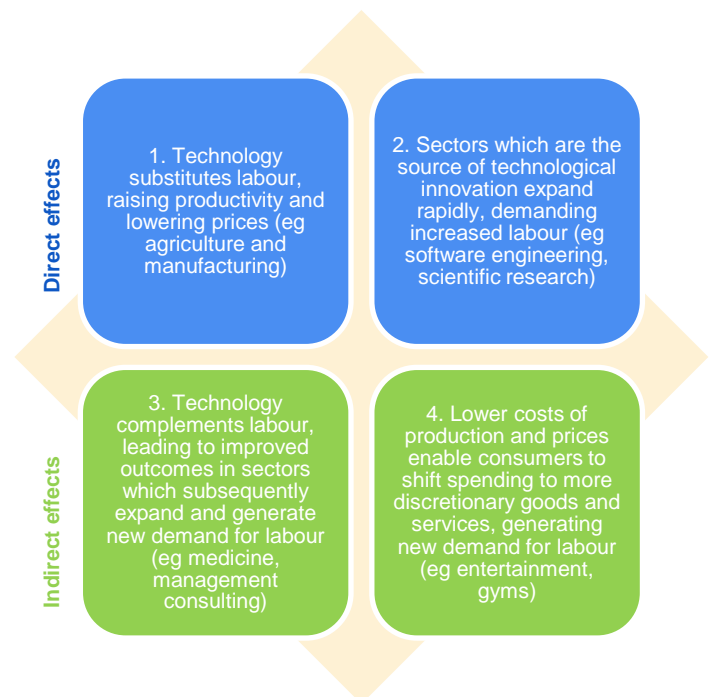 Direct effects
1. Technology
substitutes labour,
raising productivity and
lowering prices (eg
agriculture and
manufacturing)
2. Sectors which are the
source of technological
innovation expand
rapidly, demanding
increased labour (eg
software engineering,
scientific research)
Indirect effects
3. Technology
complements labour,
leading to improved
outcomes in sectors
which subsequently
expand and generate
new demand for labour
(eg medicine,
management
consulting)
4. Lower costs of
production and prices
enable consumers to
shift spending to more
discretionary goods and
services, generating
new demand for labour
(eg entertainment,
gyms)